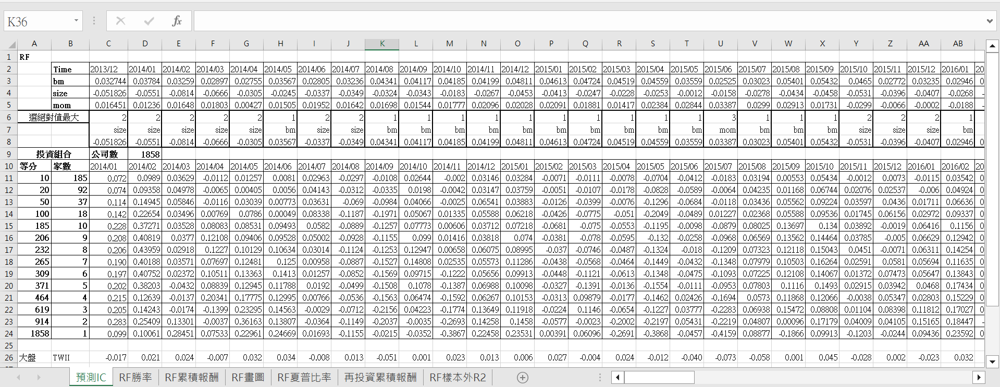 K36 fx
A B C D E F G H I J K L M N O P Q R S T U V W X Y Z AA AB
1 RF
2 Time 2013/12 2014/01 2014/02 2014/03 2014/04 2014/05 2014/06 2014/07 2014/08 2014/09 2014/10 2014/11 2014/12 2015/01 2015/02 2015/03 2015/04 2015/05 2015/06 2015/07 2015/08 2015/09 2015/10 2015/11 2015/12 2016/01 20
3 bm 0.032744 0.03784 0.03259 0.02897 0.02755 0.03567 0.02805 0.03236 0.04341 0.04117 0.04185 0.04199 0.04811 0.04613 0.04724 0.04519 0.04559 0.03559 0.02525 0.03023 0.05401 0.05432 0.0465 0.02772 0.03235 0.02946 0
4 size -0.051826 -0.0551 -0.0814 -0.0666 -0.0305 -0.0245 -0.0337 -0.0349 -0.0324 -0.0343 -0.0183 -0.0267 -0.0453 -0.0413 -0.0247 -0.0228 -0.0253 -0.0012 -0.0158 -0.0278 -0.0434 -0.0458 -0.0531 -0.0396 -0.0407 -0.0268 -
5 mom 0.016451 0.01236 0.01648 0.01803 0.00427 0.01505 0.01952 0.01642 0.01698 0.01544 0.01777 0.02096 0.02028 0.02091 0.01881 0.01417 0.02384 0.02844 0.03387 0.0299 0.02913 0.01731 -0.0299 -0.0066 -0.0002 -0.0188 -
6 選絕對值最大 2 2 2 2 2 1 2 2 1 1 1 1 1 1 1 1 1 1 3 1 1 1 2 2 2 1
7 size size size size size bm size size bm bm bm bm bm bm bm bm bm bm mom bm bm bm size size size bm
8 -0.051826 -0.0551 -0.0814 -0.0666 -0.0305 0.03567 -0.0337 -0.0349 0.04341 0.04117 0.04185 0.04199 0.04811 0.04613 0.04724 0.04519 0.04559 0.03559 0.03387 0.03023 0.05401 0.05432 -0.0531 -0.0396 -0.0407 0.02946 0
9 投資組合 公司數 1858
10 等分 家數 2014/01 2014/02 2014/03 2014/04 2014/05 2014/06 2014/07 2014/08 2014/09 2014/10 2014/11 2014/12 2015/01 2015/02 2015/03 2015/04 2015/05 2015/06 2015/07 2015/08 2015/09 2015/10 2015/11 2015/12 2016/01 2016/02 20
11 10 185 0.072 0.0989 0.03629 -0.0112 0.01257 0.0081 0.02963 -0.0297 -0.0108 0.02644 -0.002 0.03146 0.03284 -0.0071 -0.0111 -0.0078 -0.0704 -0.0412 -0.0183 0.03194 0.00553 0.05434 -0.0012 0.0073 -0.0115 0.03542 0
12 20 92 0.074 0.09358 0.04978 -0.0065 0.00405 0.0056 0.04143 -0.0312 -0.0335 0.0198 -0.0042 0.03147 0.03759 -0.0051 -0.0107 -0.0178 -0.0828 -0.0589 -0.0064 0.04235 0.01168 0.06744 0.02076 0.02537 -0.006 0.04924 0
13 50 37 0.114 0.14945 0.05846 -0.0116 0.03039 0.00773 0.03631 -0.069 -0.0984 0.04066 -0.0025 0.06541 0.03883 -0.0126 -0.0399 -0.0076 -0.1296 -0.0684 -0.0118 0.03436 0.05562 0.09224 0.03597 0.0436 0.01711 0.06636 0
14 100 18 0.142 0.22654 0.03496 0.00769 0.0786 0.00049 0.08338 -0.1187 -0.1971 0.05067 0.01335 0.05588 0.06218 -0.0426 -0.0775 -0.051 -0.2049 -0.0489 0.01227 0.02368 0.05588 0.09536 0.01745 0.06156 0.02972 0.09337 0
15 185 10 0.228 0.37271 0.03528 0.08083 0.08531 0.09493 0.0582 -0.0889 -0.1257 0.07773 0.00606 0.03712 0.07218 -0.0681 -0.075 -0.0553 -0.1195 -0.0098 -0.0879 0.08025 0.13697 0.134 0.03892 -0.0019 0.06416 0.1156 0
16 206 9 0.208 0.40819 0.0377 0.12108 0.09406 0.09528 0.05002 -0.0928 -0.1155 0.099 0.01416 0.03818 0.074 -0.0381 -0.078 -0.0595 -0.132 -0.0258 -0.0968 0.06569 0.13562 0.14464 0.03785 -0.005 0.06629 0.12942 0
17 232 8 0.206 0.43959 0.02918 0.1227 0.10129 0.10634 0.03014 -0.1124 -0.1253 0.12947 0.00658 0.06075 0.08995 -0.037 -0.0746 -0.0487 -0.1324 -0.018 -0.1209 0.07323 0.12118 0.15043 0.0451 -0.0071 0.06311 0.14254 0
18 265 7 0.190 0.40188 0.03571 0.07697 0.12481 0.125 0.00958 -0.0887 -0.1527 0.14808 0.02535 0.05573 0.11286 -0.0438 -0.0568 -0.0464 -0.1449 -0.0432 -0.1348 0.07979 0.10503 0.16264 0.02591 0.0581 0.05694 0.11635 0
19 309 6 0.197 0.40752 0.02372 0.10511 0.13363 0.1413 0.01257 -0.0852 -0.1569 0.09715 -0.1222 0.05656 0.09913 -0.0448 -0.1121 -0.0613 -0.1348 -0.0475 -0.1093 0.07225 0.12108 0.14067 0.01372 0.07473 0.05647 0.13843 0
20 371 5 0.202 0.38203 -0.0432 0.08839 0.12945 0.11788 0.0192 -0.0499 -0.1508 0.1078 -0.1387 0.06988 0.10098 -0.0327 -0.1391 -0.0136 -0.1554 -0.0111 -0.0953 0.07803 0.1116 0.1493 0.02915 0.03942 0.0468 0.17434 0
21 464 4 0.215 0.12639 -0.0137 0.20341 0.17775 0.12995 0.00766 -0.0536 -0.1563 0.06474 -0.1592 0.06267 0.10153 -0.0313 0.09879 -0.0177 -0.1462 0.02426 -0.1694 0.0573 0.11868 0.12066 -0.0038 0.05347 0.02803 0.15229 0
22 619 3 0.205 0.14243 -0.0174 -0.1399 0.23295 0.14563 -0.0029 -0.0712 -0.2156 0.04223 -0.1774 0.13649 0.11918 -0.0224 0.1146 -0.0654 -0.1227 0.03777 -0.2283 0.06938 0.15472 0.08808 0.01104 0.08398 0.11812 0.17027 0
23 914 2 0.283 0.25409 0.13301 -0.0037 0.36163 0.13807 -0.0364 -0.1149 -0.2037 -0.0035 -0.2693 0.14258 0.1458 -0.0577 -0.0023 -0.2002 -0.2197 0.05431 -0.2219 0.04807 0.00096 0.17179 0.04009 0.04105 0.15165 0.18447 -
24 1858 1 0.099 0.10061 0.28451 0.07533 0.22961 0.24669 0.01693 -0.1155 -0.0215 -0.0352 -0.3867 0.22458 0.23531 0.00391 0.06096 -0.2691 -0.3868 -0.0457 -0.4159 0.08877 -0.1866 0.09913 -0.1203 -0.0244 0.09436 0.23592 0
25
26 大盤 TWII -0.017 0.021 0.024 -0.007 0.032 0.034 -0.008 0.013 -0.051 0.001 0.023 0.013 0.006 0.027 -0.004 0.024 -0.012 -0.040 -0.073 -0.058 0.001 0.045 -0.028 0.002 -0.023 0.032
預測IC RF勝率 RF累積報酬 RF畫圖 RF夏普比率 再投資累積報酬 RF樣本外R2